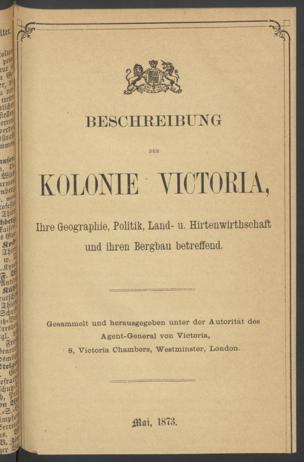 BESCHREIBUNG
DER
KOLONIE VICTORIA,
Ihre Geographie, Politik, Land- u. Hirtenwirthschaft
und ihren Bergbau betreffend.
Gesammelt und herausgegeben unter der Autorität des
Agent-General von Victoria,
8, Victoria Chambers, Westminster, London.
Mai, 1873.